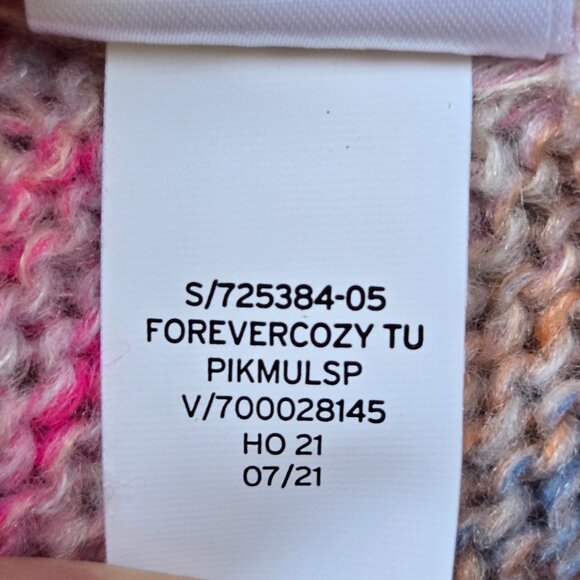 S/725384-05
FOREVERCOZY TU
PIKMULSP
V/700028145
HO 21
07/21